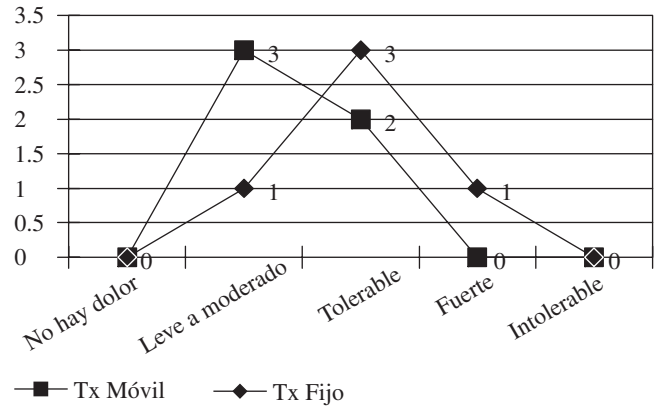 3.5
3
2.5
2
1.5
1
0.5
0
3
3
2
1
1
0
0
0
No hay dolor
Leve a moderado
Tolerable
Fuerte
Intolerable
Tx Móvil
Tx Fijo